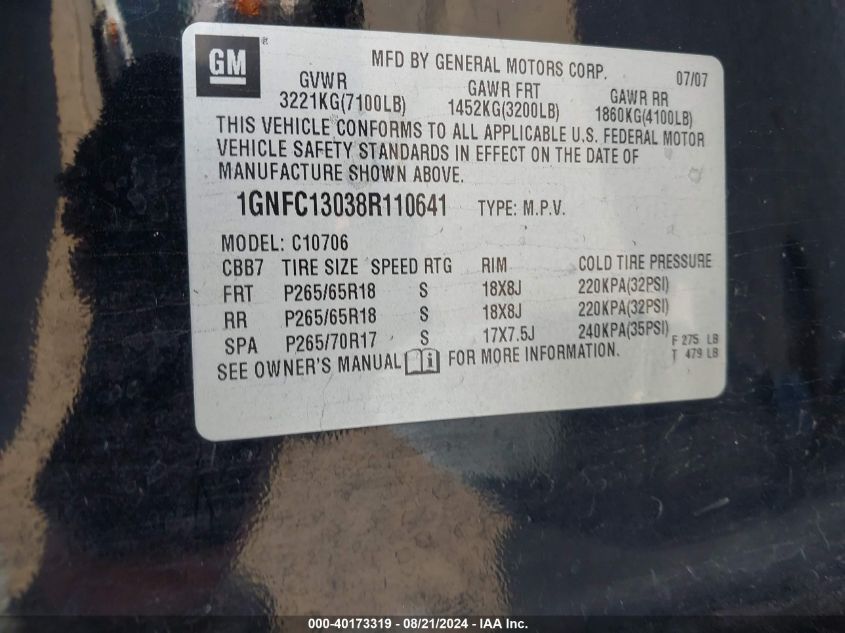 GM® MFD BY GENERAL MOTORS CORP. 07/07
GVWR GAWR FRT GAWR RR
3221KG(7100LB) 1452KG(3200LB) 1860KG(4100LB)
THIS VEHICLE CONFORMS TO ALL APPLICABLE U.S. FEDERAL MOTOR
VEHICLE SAFETY STANDARDS IN EFFECT ON THE DATE OF
MANUFACTURE SHOWN ABOVE.
1GNFC13038R110641 TYPE: M.P.V.
MODEL: C10706
CBB7 TIRE SIZE SPEED RTG RIM COLD TIRE PRESSURE
FRT P265/65R18 S 18X8J 220KPA(32PSI)
RR P265/65R18 S 18X8J 220KPA(32PSI)
SPA P265/70R17 S 17X7.5J 240KPA(35PSI)
F 275 LB
SEE OWNER'S MANUAL FOR MORE INFORMATION. T 479 LB
000-40173319 - 08/21/2024 - IAA Inc.